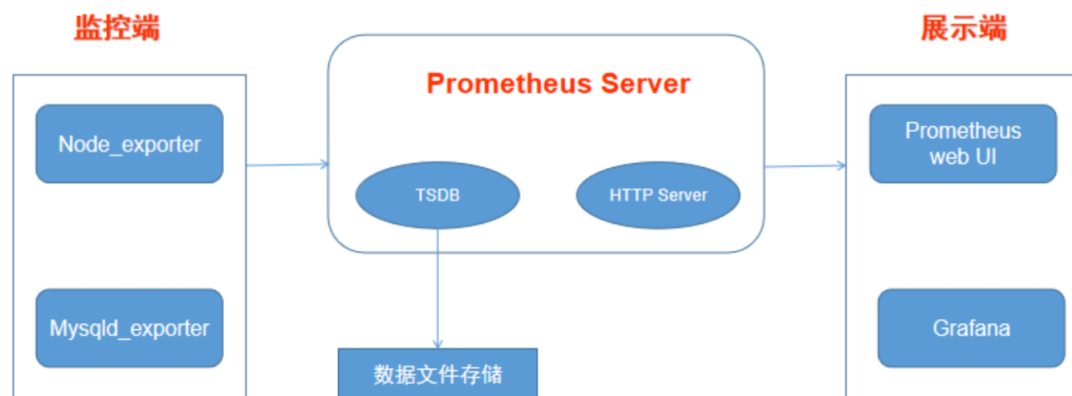 监控端
Node_exporter
Mysqld_exporter
Prometheus Server
TSDB
HTTP Server
数据文件存储
展示端
Prometheus
web UI
Grafana